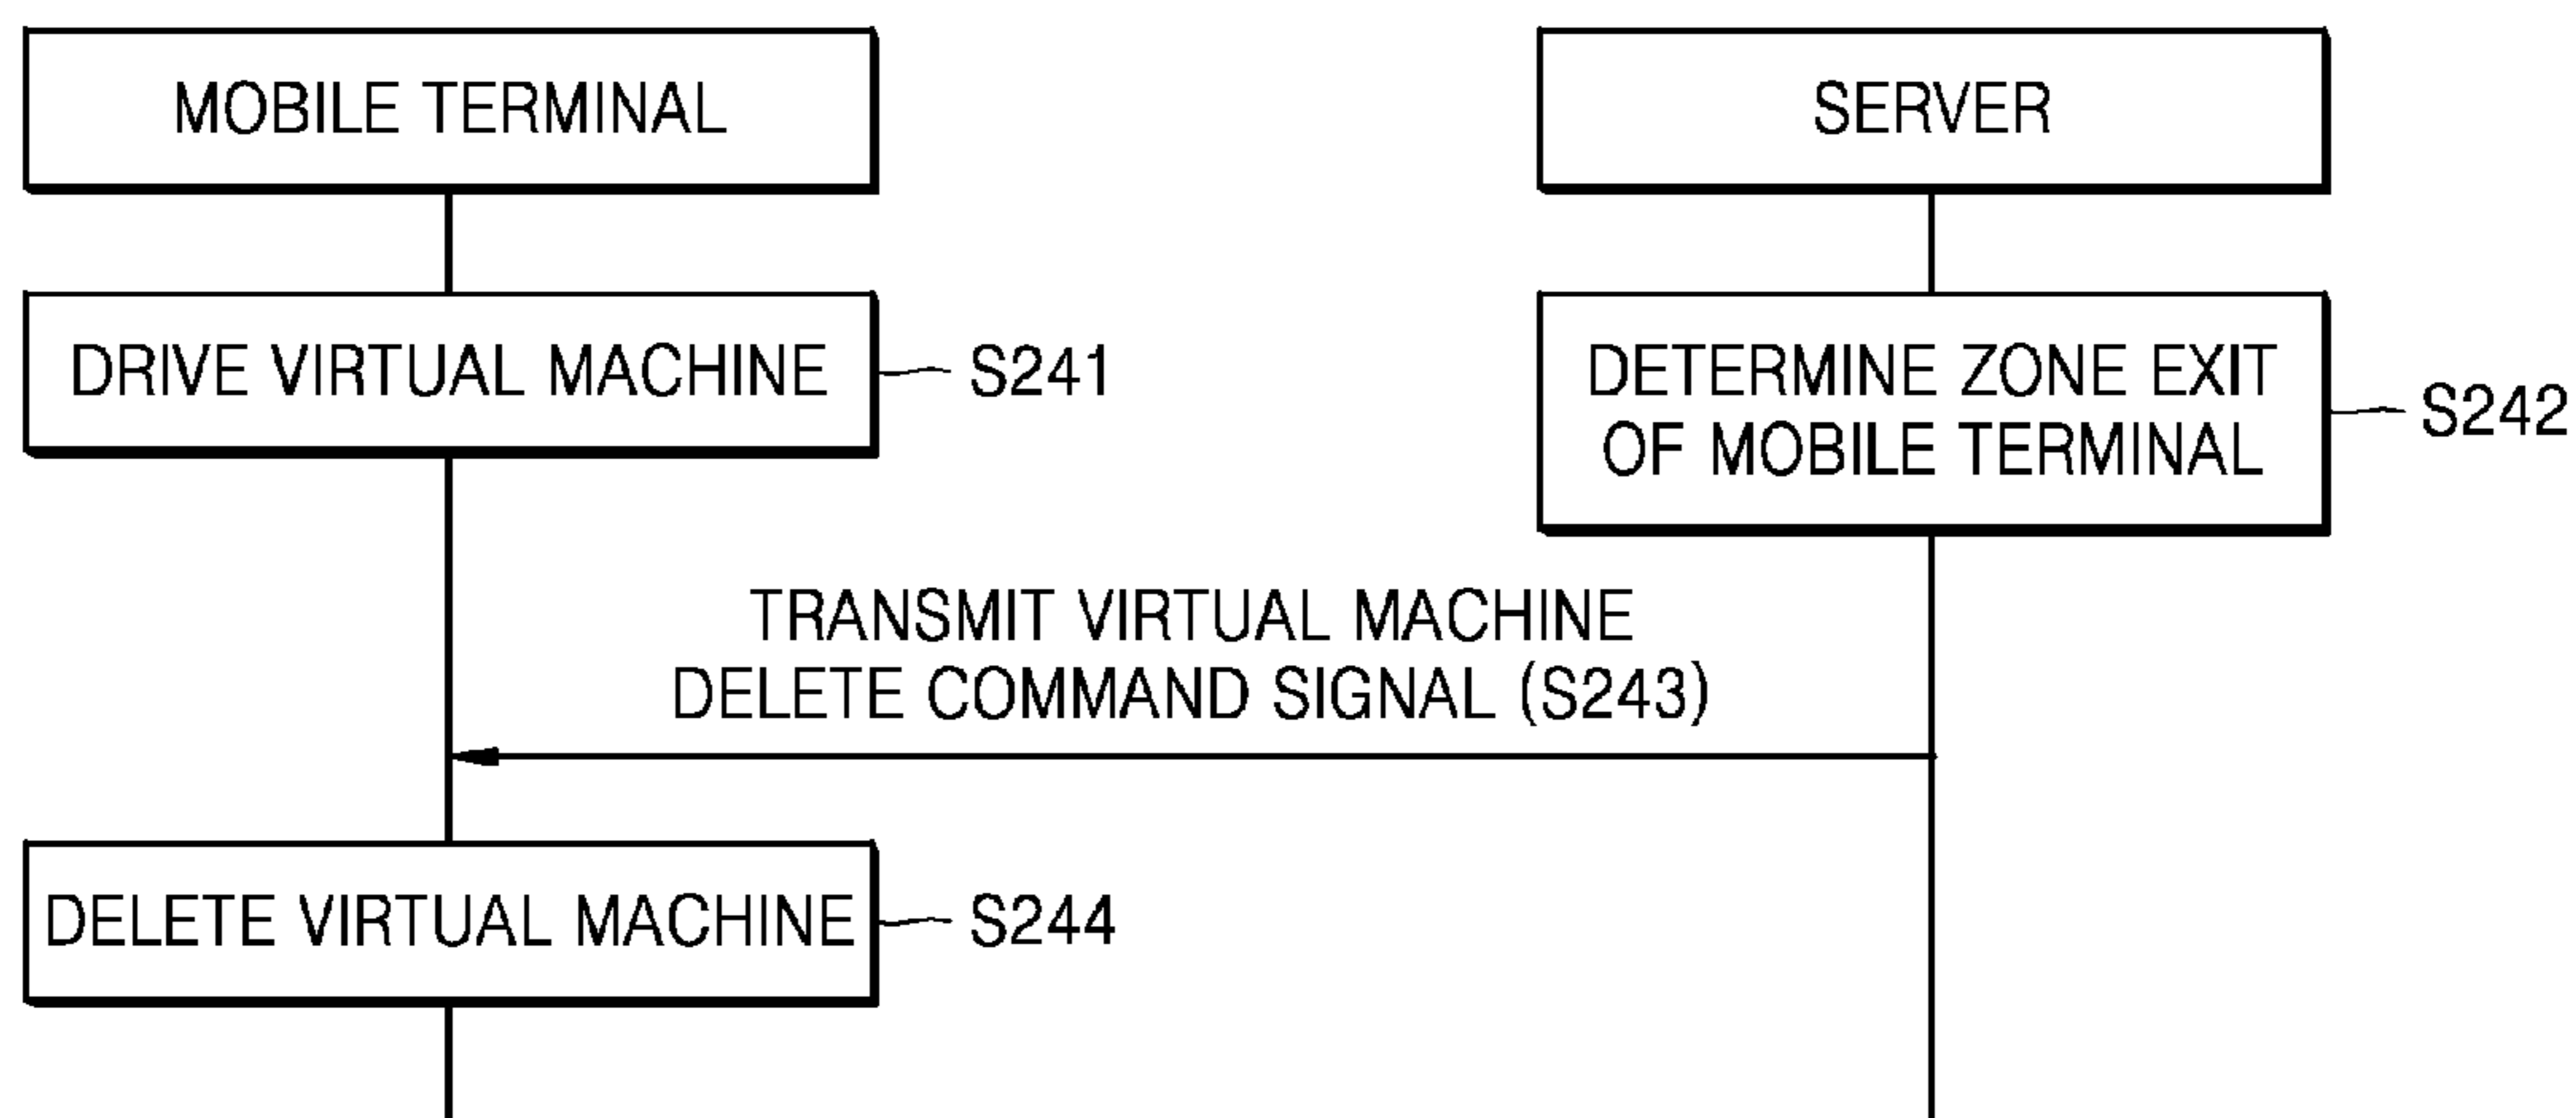 MOBILE TERMINAL
SERVER
DRIVE VIRTUAL MACHINE
S241
DETERMINE ZONE EXIT
OF MOBILE TERMINAL
S242
TRANSMIT VIRTUAL MACHINE
DELETE COMMAND SIGNAL (S243)
DELETE VIRTUAL MACHINE
S244